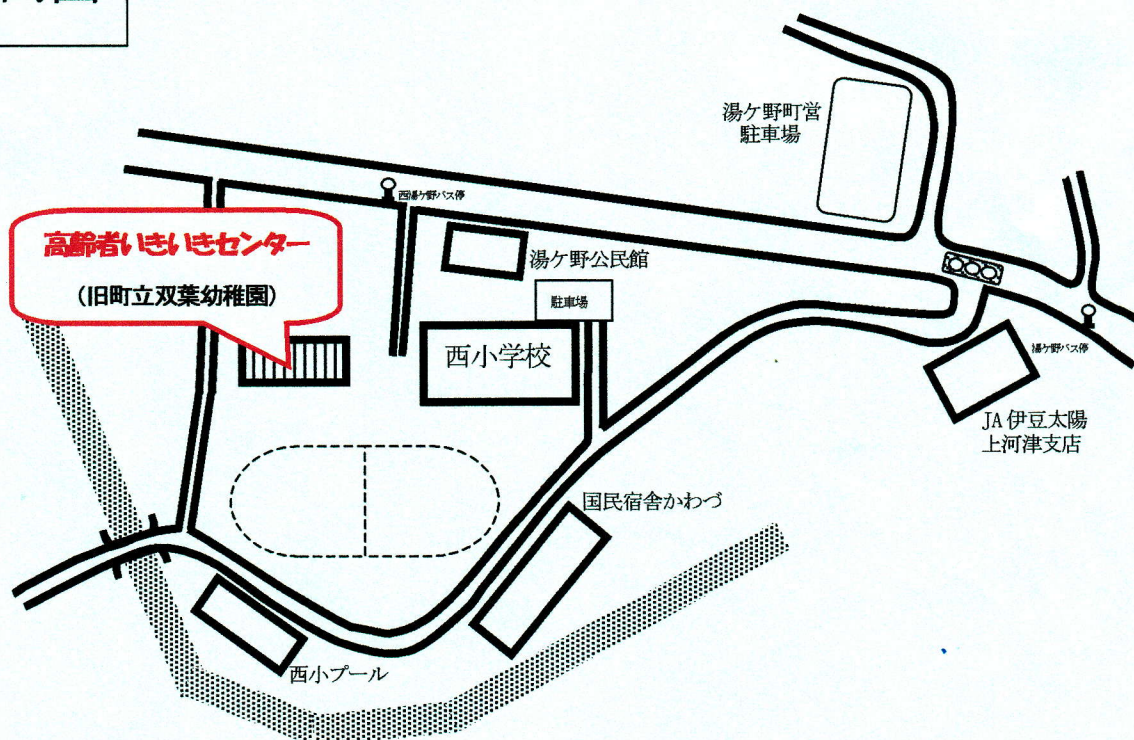 湯ケ野町営
駐車場
西湯ケ野バス停
高齢者いきいきセンター
(旧町立双葉幼稚園)
湯ケ野公民館
駐車場
西小学校
湯ケ野バス停
JA 伊豆太陽
上河津支店
国民宿舎かわづ
西小プール